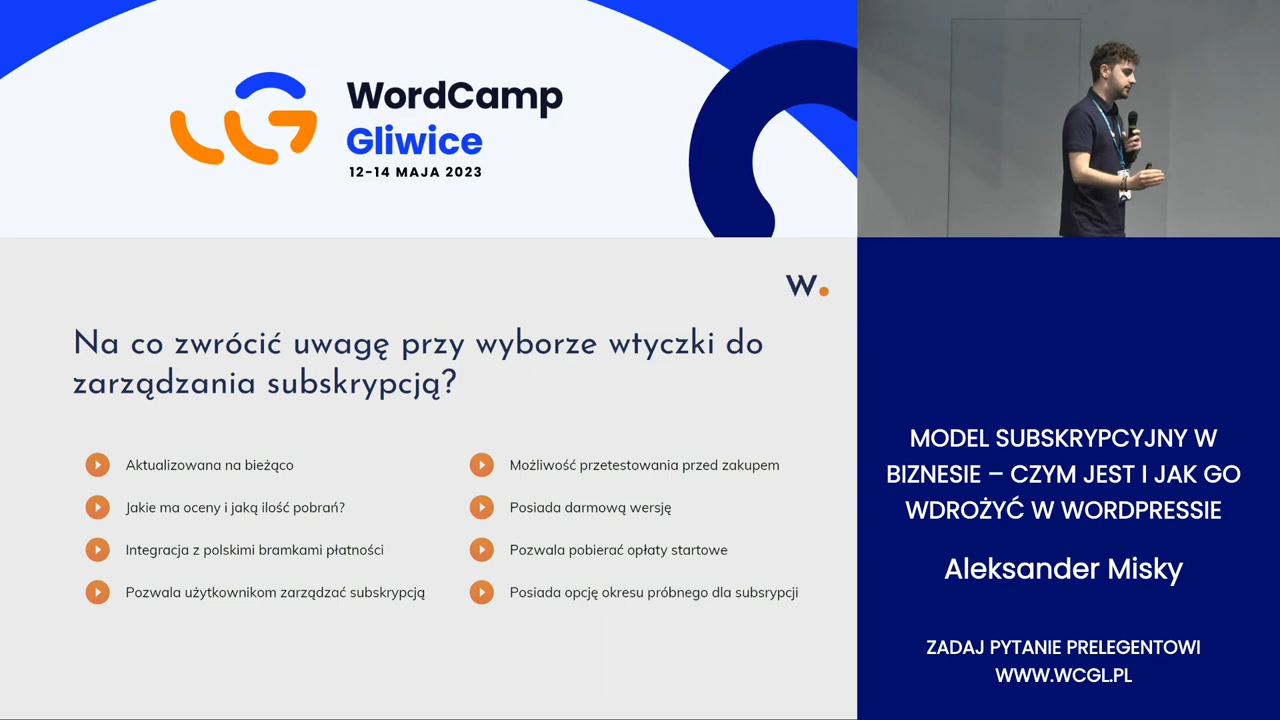 WordCamp
Gliwice
12-14 MAJA 2023
w.
Na co zwrócić uwagę przy wyborze wtyczki do
zarządzania subskrypcją?
Aktualizowana na bieżąco
Jakie ma oceny i jaką ilość pobrań?
Integracja z polskimi bramkami płatności
Pozwala użytkownikom zarządzać subskrypcją
Możliwość przetestowania przed zakupem
Posiada darmową wersję
Pozwala pobierać opłaty startowe
Posiada opcję okresu próbnego dla subsrypcji
MODEL SUBSKRYPCYJNY W
BIZNESIE – CZYM JEST I JAK GO
WDROŻYĆ W WORDPRESSIE
Aleksander Misky
ZADAJ PYTANIE PRELEGENTOWI
WWW.WCGL.PL